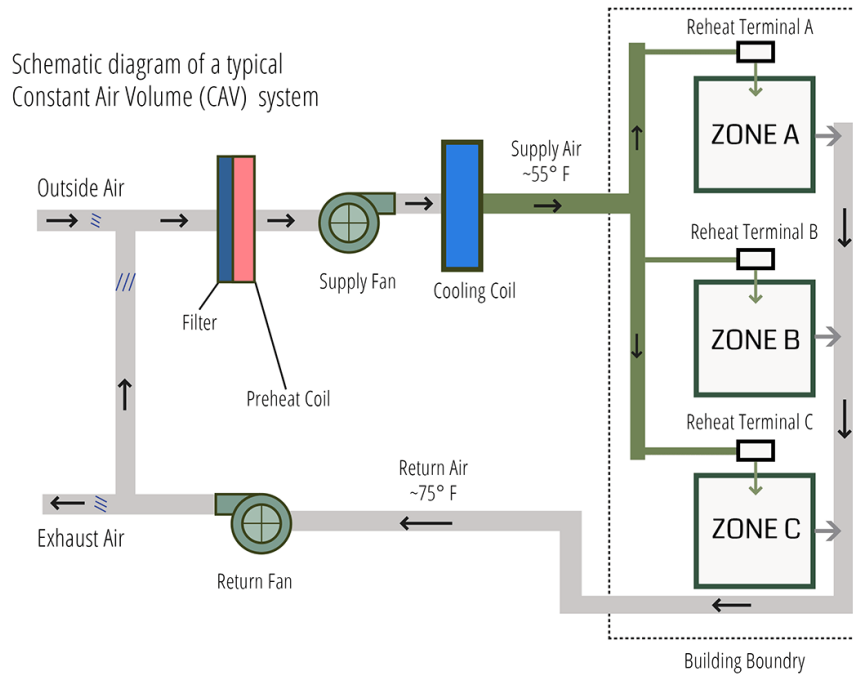 Schematic diagram of a typical
Constant Air Volume (CAV) system
Reheat Terminal A
ZONE A
Supply Air
~55° F
Outside Air
Reheat Terminal B
Supply Fan
Cooling Coil
Filter
ZONE B
Preheat Coil
Reheat Terminal C
Return Air
~75° F
ZONE C
Exhaust Air
Return Fan
Building Boundry